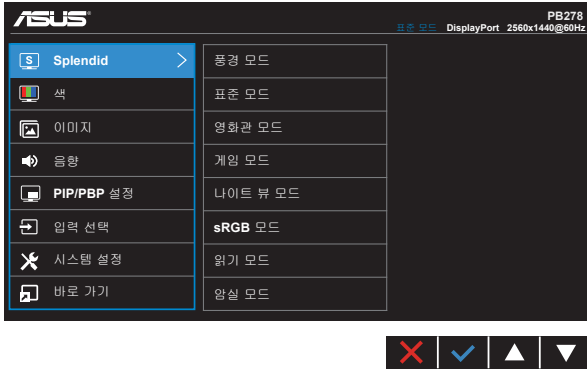 ASUS
PB278
표준 모드 DisplayPort 2560x1440@60Hz
S Splendid
색
이미지
음향
PIP/PBP 설정
입력 선택
시스템 설정
바로 가기
풍경 모드
표준 모드
영화관 모드
게임 모드
나이트 뷰 모드
sRGB 모드
읽기 모드
암실 모드